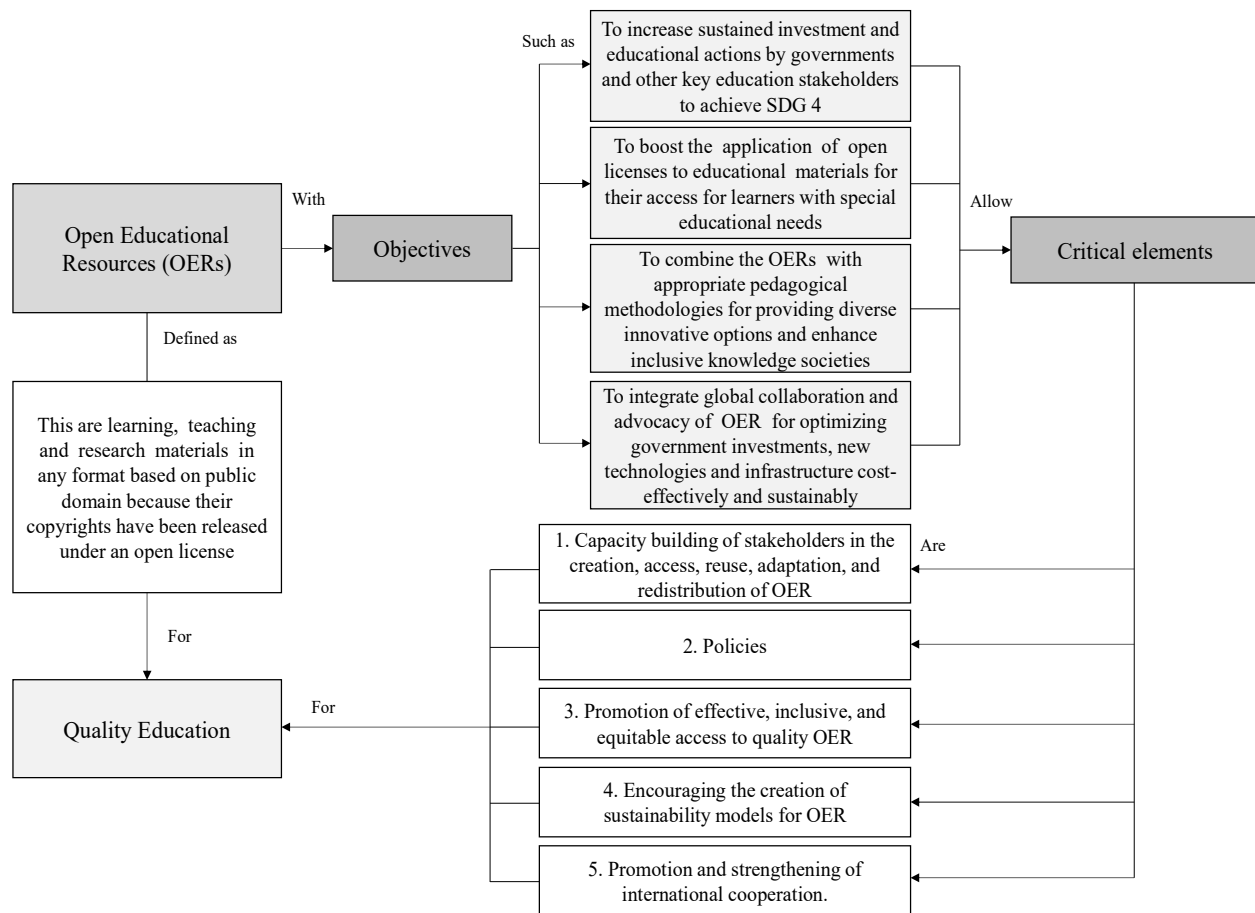 Such as
To increase sustained investment and
educational actions by governments
and other key education stakeholders
to achieve SDG 4
To boost the application of open
licenses to educational materials for
their access for learners with special
educational needs
With
Allow
Open Educational
Resources (OERs)
Objectives
Critical elements
To combine the OERs with
appropriate pedagogical
methodologies for providing diverse
innovative options and enhance
inclusive knowledge societies
Defined as
This are learning, teaching
and research materials in
any format based on public
domain because their
copyrights have been released
under an open license
To integrate global collaboration and
advocacy of OER for optimizing
government investments, new
technologies and infrastructure cost-
effectively and sustainably
1. Capacity building of stakeholders in the
creation, access, reuse, adaptation, and
redistribution of OER
Are
For
2. Policies
Quality Education
For
3. Promotion of effective, inclusive, and
equitable access to quality OER
4. Encouraging the creation of
sustainability models for OER
5. Promotion and strengthening of
international cooperation.